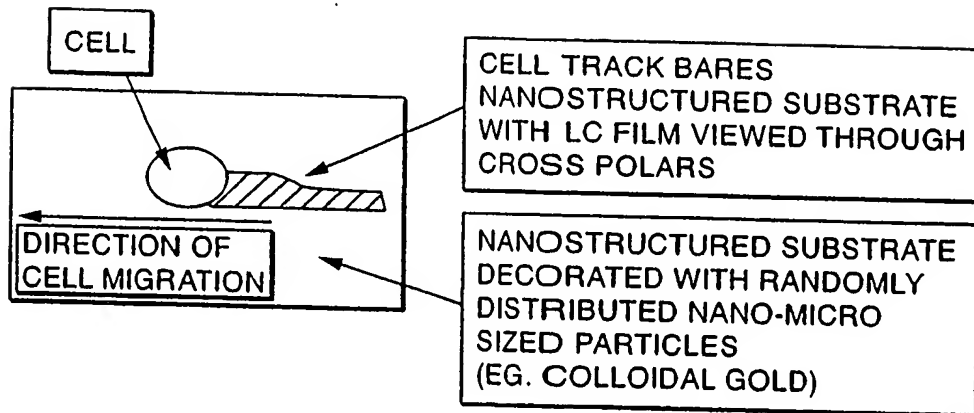 CELL
CELL TRACK BARES
NANOSTRUCTURED SUBSTRATE
WITH LC FILM VIEWED THROUGH
CROSS POLARS
DIRECTION OF
CELL MIGRATION
NANOSTRUCTURED SUBSTRATE
DECORATED WITH RANDOMLY
DISTRIBUTED NANO-MICRO
SIZED PARTICLES
(EG. COLLOIDAL GOLD)